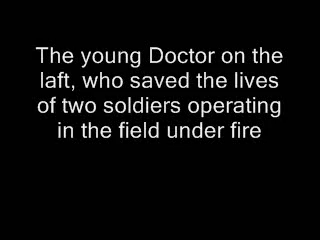 The young Doctor on the
laft, who saved the lives
of two soldiers operating
in the field under fire